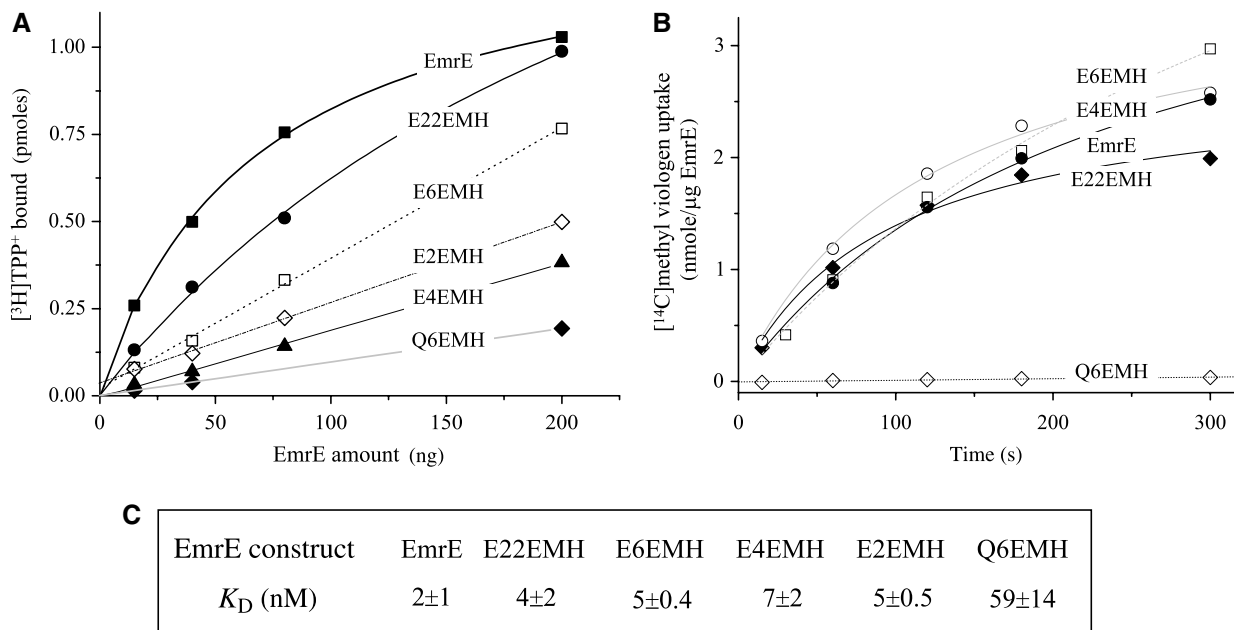 A
[³H]TPP⁺ bound (pmoles)
1.00
0.75
0.50
0.25
0.00
EmrE
E22EMH
E6EMH
E2EMH
E4EMH
Q6EMH
0 50 100 150 200
EmrE amount (ng)
B
[¹⁴C]methyl viologen uptake
(nmole/µg EmrE)
3
2
1
0
E6EMH
E4EMH
EmrE
E22EMH
Q6EMH
0 100 200 300
Time (s)
C
EmrE construct EmrE E22EMH E6EMH E4EMH E2EMH Q6EMH
K_D (nM) 2±1 4±2 5±0.4 7±2 5±0.5 59±14